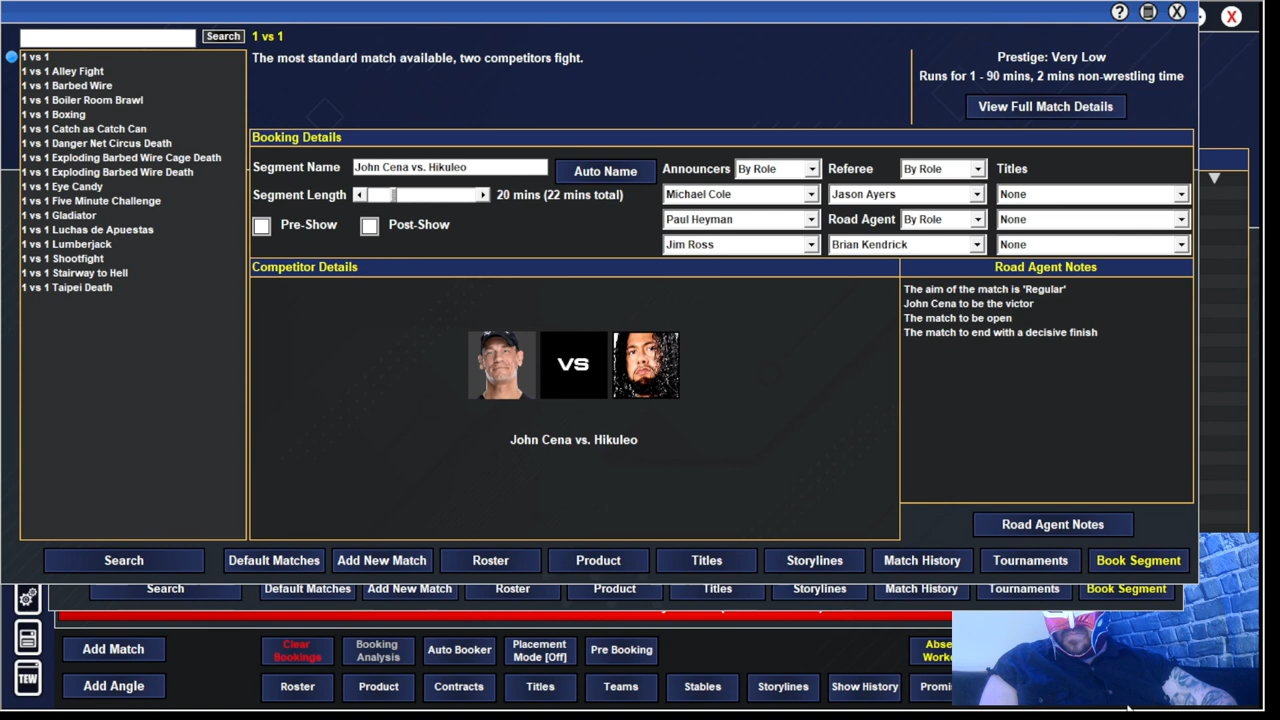 ?
X
X
Search
1 vs 1
1 vs 1
1 vs 1 Alley Fight
1 vs 1 Barbed Wire
1 vs 1 Boiler Room Brawl
1 vs 1 Boxing
1 vs 1 Catch as Catch Can
1 vs 1 Danger Net Circus Death
1 vs 1 Exploding Barbed Wire Cage Death
1 vs 1 Exploding Barbed Wire Death
1 vs 1 Eye Candy
1 vs 1 Five Minute Challenge
1 vs 1 Gladiator
1 vs 1 Luchas de Apuestas
1 vs 1 Lumberjack
1 vs 1 Shootfight
1 vs 1 Stairway to Hell
1 vs 1 Taipei Death
The most standard match available, two competitors fight.
Prestige: Very Low
Runs for 1 - 90 mins, 2 mins non-wrestling time
View Full Match Details
Booking Details
Segment Name John Cena vs. Hikuleo Auto Name
Segment Length 20 mins (22 mins total)
Pre-Show Post-Show
Announcers By Role
Michael Cole
Paul Heyman
Jim Ross
Referee By Role
Jason Ayers
Road Agent By Role
Brian Kendrick
Titles
None
None
None
Competitor Details
VS
John Cena vs. Hikuleo
Road Agent Notes
The aim of the match is 'Regular'
John Cena to be the victor
The match to be open
The match to end with a decisive finish
Road Agent Notes
Search Default Matches Add New Match Roster Product Titles Storylines Match History Tournaments Book Segment
Search Default Matches Add New Match Roster Product Titles Storylines Match History Tournaments Book Segment
TEW
Add Match
Clear
Bookings
Booking
Analysis
Auto Booker
Placement
Mode [Off]
Pre Booking
Add Angle Roster Product Contracts Titles Teams Stables Storylines Show History